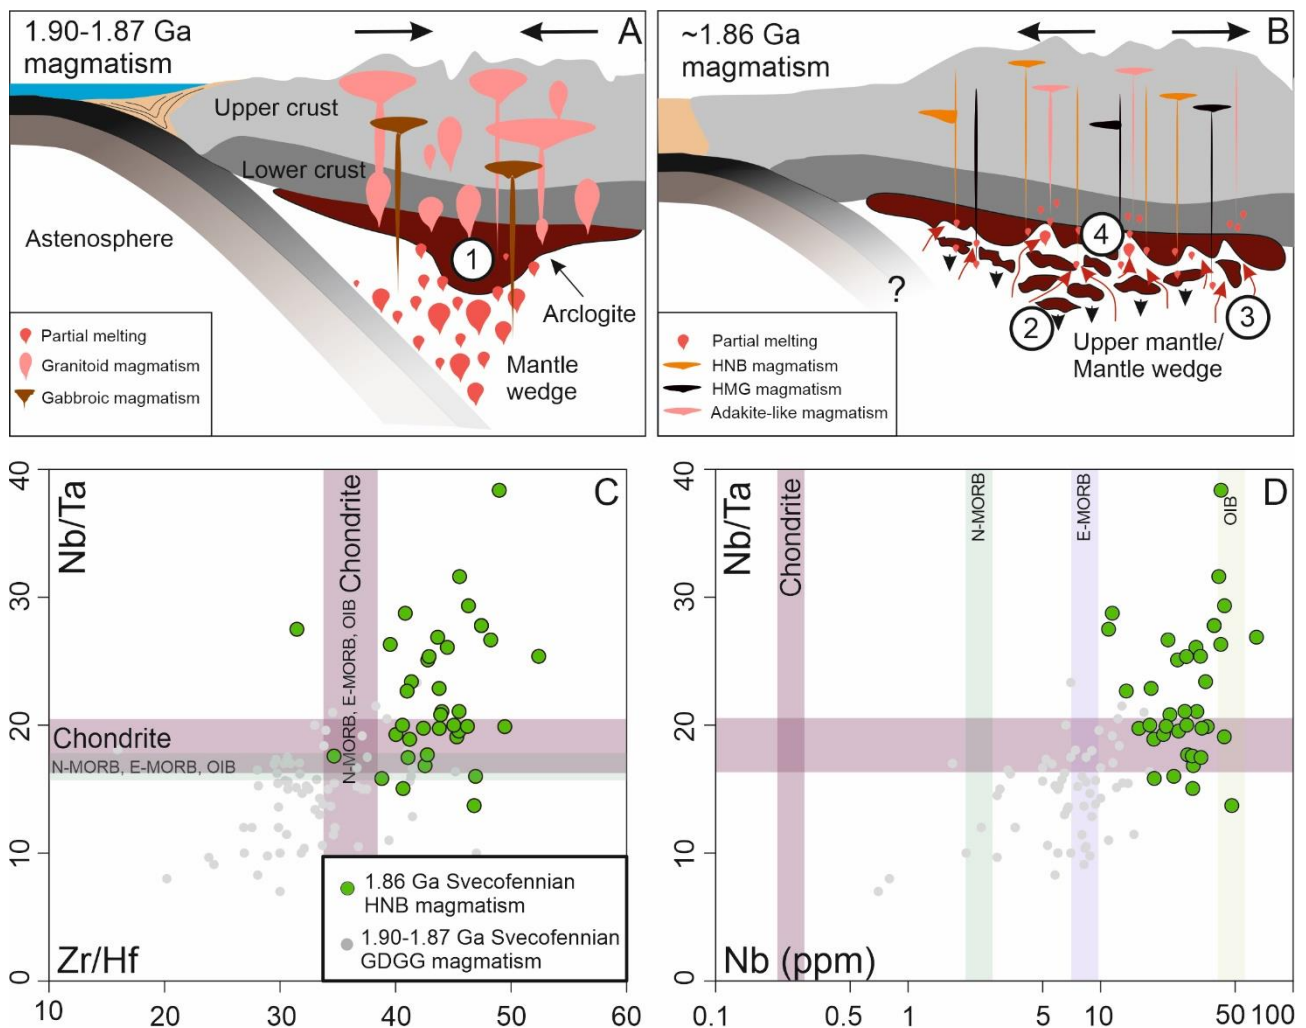 1.90-1.87 Ga
magmatism
A
Upper crust
Lower crust
Astenosphere
1
Arclogite
Mantle
wedge
Partial melting
Granitoid magmatism
Gabbroic magmatism
~1.86 Ga
magmatism
B
4
?
2
3
Upper mantle/
Mantle wedge
Partial melting
HNB magmatism
HMG magmatism
Adakite-like magmatism
C
Nb/Ta
40
30
20
10
0
N-MORB, E-MORB, OIB
Chondrite
Chondrite
N-MORB, E-MORB, OIB
1.86 Ga Svecofennian
HNB magmatism
1.90-1.87 Ga Svecofennian
GDGG magmatism
Zr/Hf
10 20 30 40 50 60
D
Nb/Ta
40
30
20
10
0
Chondrite
N-MORB
E-MORB
OIB
Nb (ppm)
0.1 0.5 1 5 10 50 100